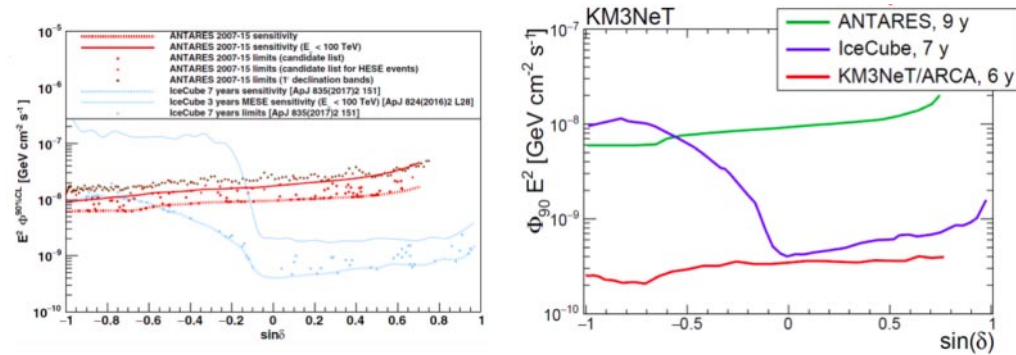 ANTARES 2007-15 sensitivity
ANTARES 2007-15 sensitivity (E_ν < 100 TeV)
ANTARES 2007-15 limits (candidate list)
ANTARES 2007-15 limits (candidate list for HESE events)
ANTARES 2007-15 limits (1° declination bands)
IceCube 7 years sensitivity [ApJ 835(2017)2 151]
IceCube 3 years MESE sensitivity (E_ν < 100 TeV) [ApJ 824(2016)2 L28]
IceCube 7 years limits [ApJ 835(2017)2 151]
E² Φ^90%CL [GeV cm⁻² s⁻¹]
10⁻⁵
10⁻⁶
10⁻⁷
10⁻⁸
10⁻⁹
10⁻¹⁰
−1 −0.8 −0.6 −0.4 −0.2 0 0.2 0.4 0.6 0.8 1
sinδ
KM3NeT
ANTARES, 9 y
IceCube, 7 y
KM3NeT/ARCA, 6 y
Φ₉₀ E² [GeV cm⁻² s⁻¹]
10⁻⁷
10⁻⁸
10⁻⁹
10⁻¹⁰
−1 −0.5 0 0.5 1
sin(δ)